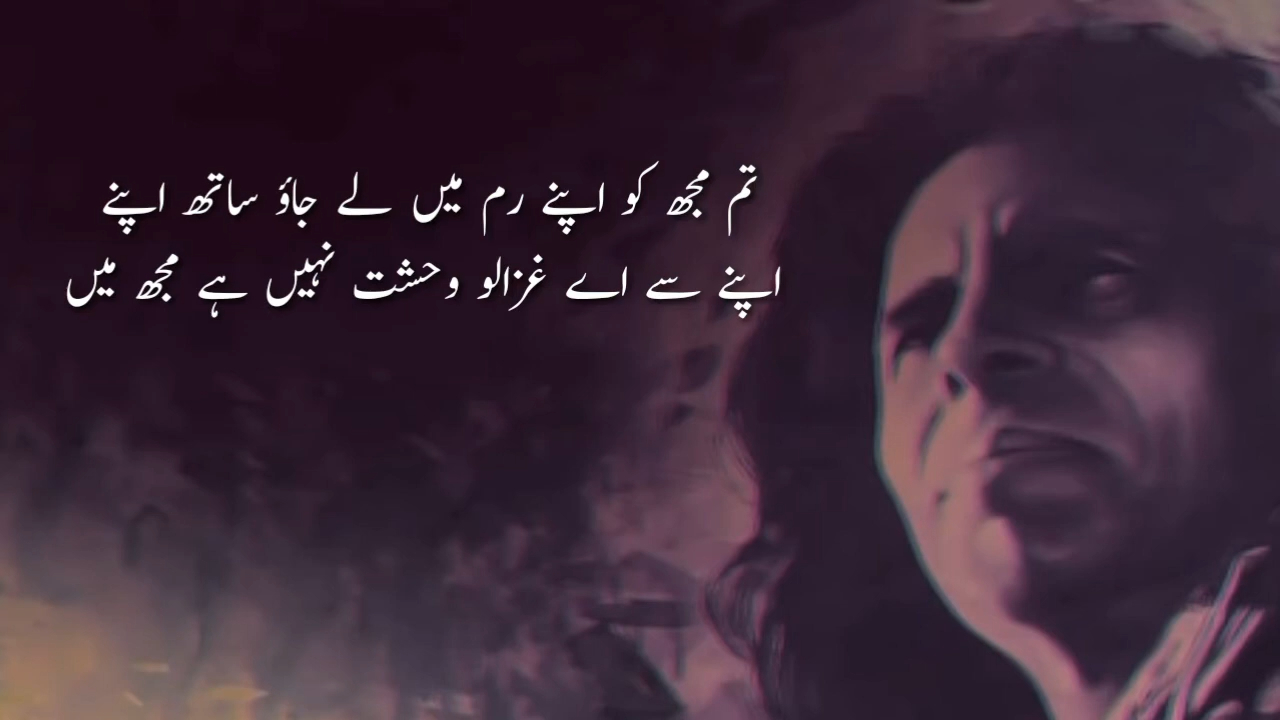 تم مجھ کو اپنے رم میں لے جاؤ ساتھ اپنے
اپنے سے اے غزالو وحشت نہیں ہے مجھ میں